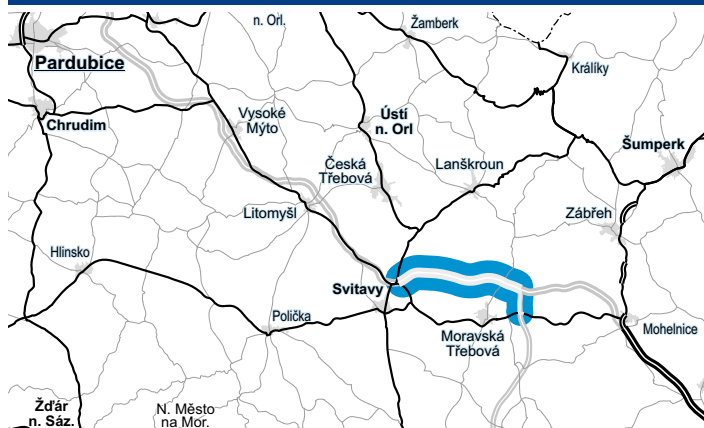 n. Orl.
Žamberk
Pardubice
Králíky
Chrudim
Vysoké
Mýto
Ústí
n. Orl
Šumperk
Česká
Třebová
Lanškroun
Litomyšl
Zábřeh
Hlinsko
Svitavy
Polička
Moravská
Třebová
Mohelnice
Žďár
n. Sáz.
N. Město
na Mor.